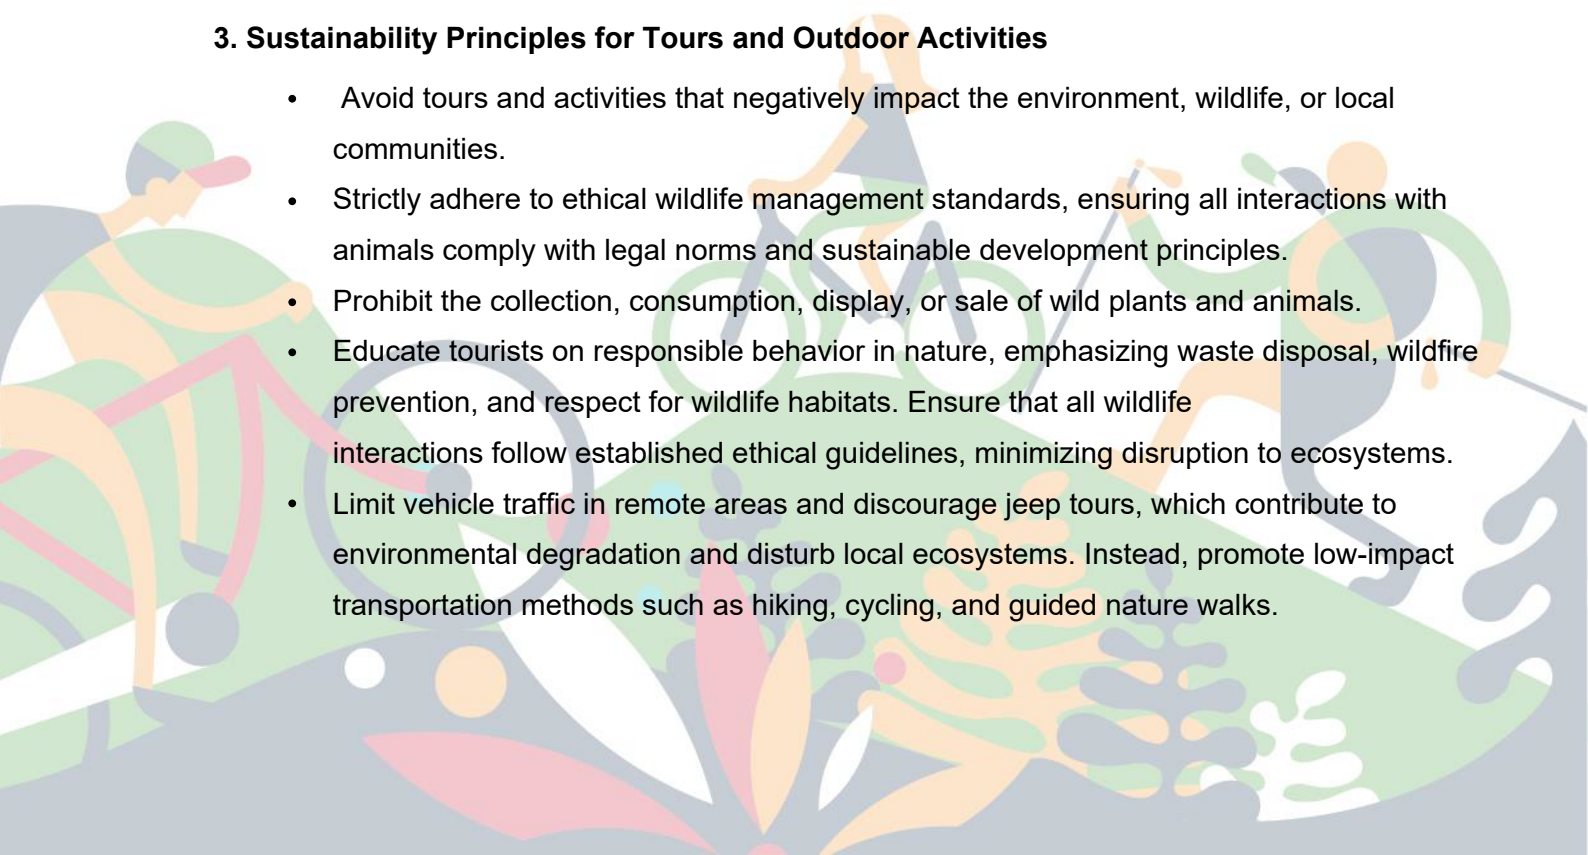 3. Sustainability Principles for Tours and Outdoor Activities
• Avoid tours and activities that negatively impact the environment, wildlife, or local
communities.
• Strictly adhere to ethical wildlife management standards, ensuring all interactions with
animals comply with legal norms and sustainable development principles.
• Prohibit the collection, consumption, display, or sale of wild plants and animals.
• Educate tourists on responsible behavior in nature, emphasizing waste disposal, wildfire
prevention, and respect for wildlife habitats. Ensure that all wildlife
interactions follow established ethical guidelines, minimizing disruption to ecosystems.
• Limit vehicle traffic in remote areas and discourage jeep tours, which contribute to
environmental degradation and disturb local ecosystems. Instead, promote low-impact
transportation methods such as hiking, cycling, and guided nature walks.